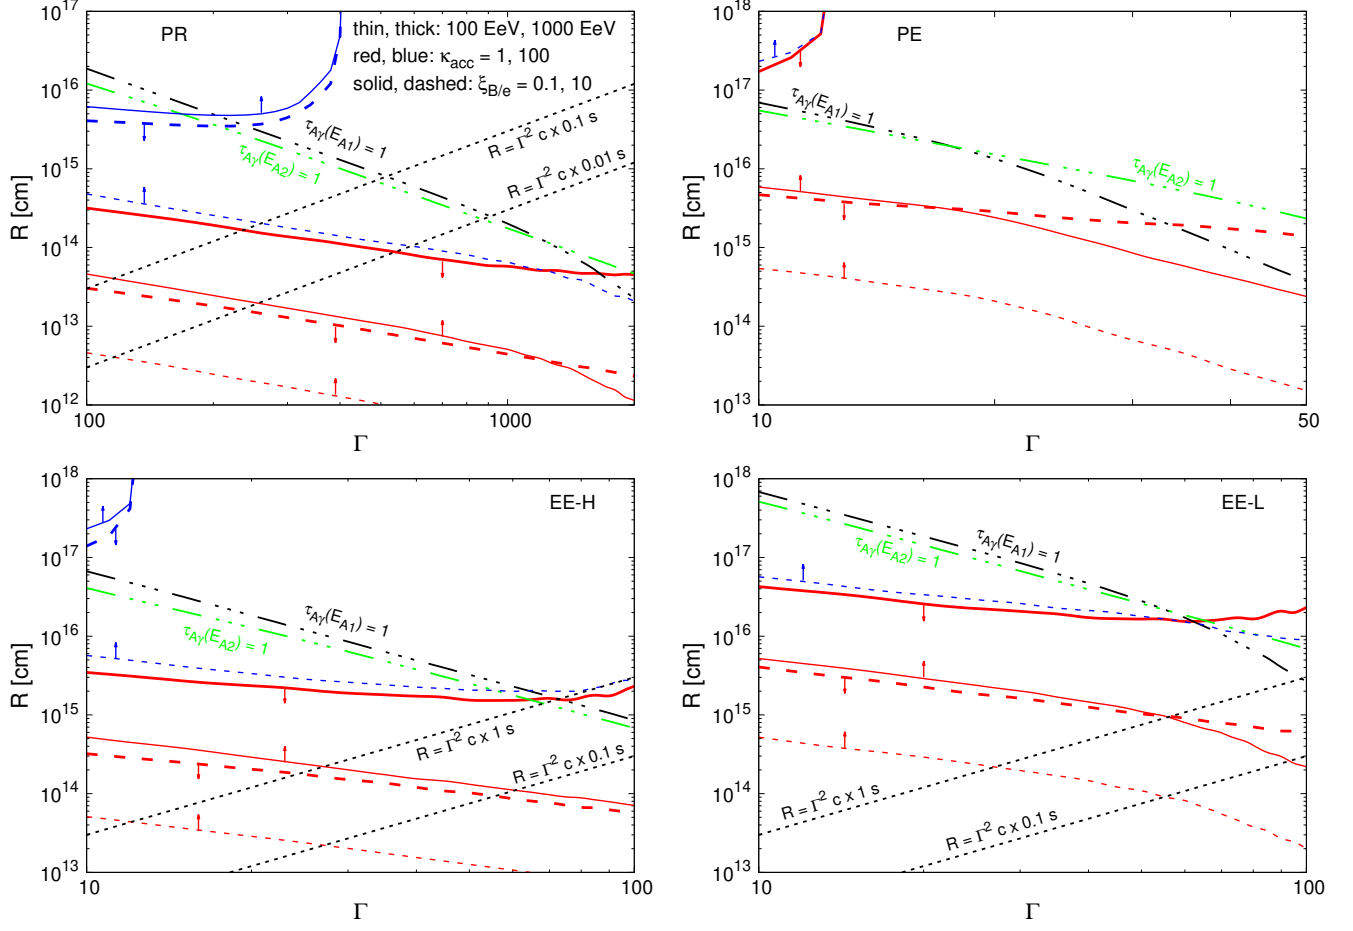 10^17
10^16
10^15
10^14
10^13
10^12
R [cm]
PR
thin, thick: 100 EeV, 1000 EeV
red, blue: κ_acc = 1, 100
solid, dashed: ξ_B/e = 0.1, 10
τ_Aγ(E_A1) = 1
τ_Aγ(E_A2) = 1
R = Γ^2 c x 0.1 s
R = Γ^2 c x 0.01 s
100
1000
Γ
10^18
10^17
10^16
10^15
10^14
10^13
R [cm]
PE
τ_Aγ(E_A1) = 1
τ_Aγ(E_A2) = 1
10
50
Γ
10^18
10^17
10^16
10^15
10^14
10^13
R [cm]
EE-H
τ_Aγ(E_A1) = 1
τ_Aγ(E_A2) = 1
R = Γ^2 c x 1 s
R = Γ^2 c x 0.1 s
10
100
Γ
10^18
10^17
10^16
10^15
10^14
10^13
R [cm]
EE-L
τ_Aγ(E_A1) = 1
τ_Aγ(E_A2) = 1
R = Γ^2 c x 1 s
R = Γ^2 c x 0.1 s
10
100
Γ